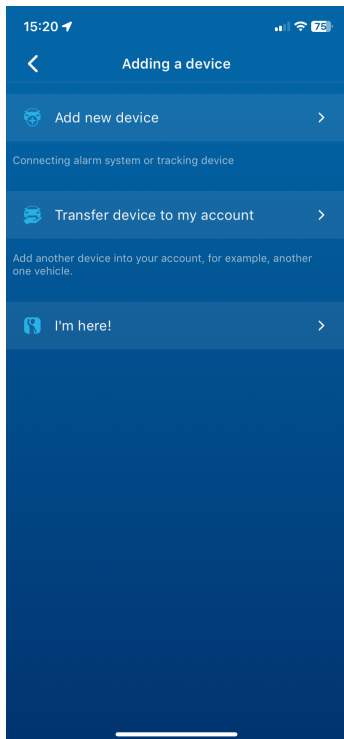 15:20
75
Adding a device
Add new device
Connecting alarm system or tracking device
Transfer device to my account
Add another device into your account, for example, another
one vehicle.
I'm here!